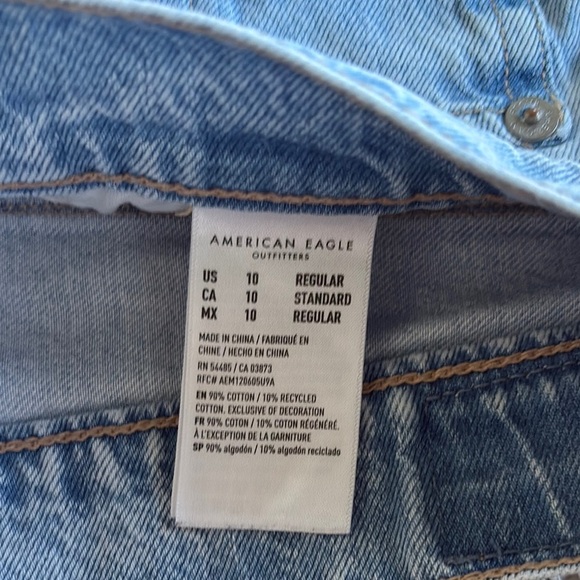 AMERICAN EAGLE
OUTFITTERS
US 10 REGULAR
CA 10 STANDARD
MX 10 REGULAR
MADE IN CHINA / FABRIQUÉ EN
CHINE / HECHO EN CHINA
RN 54485 / CA 03873
RFC# AEM120605U9A
EN 90% COTTON / 10% RECYCLED
COTTON. EXCLUSIVE OF DECORATION
FR 90% COTON / 10% COTON RÉGÉNÉRÉ.
À L'EXCEPTION DE LA GARNITURE
SP 90% algodón / 10% algodón reciclado